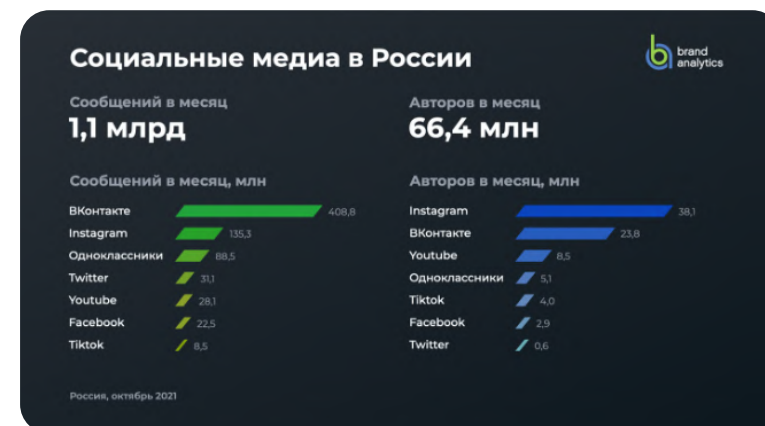 Социальные медиа в России
brand
analytics
Сообщений в месяц
1,1 млрд
Авторов в месяц
66,4 млн
Сообщений в месяц, млн
ВКонтакте 408,8
Instagram 135,3
Одноклассники 88,5
Twitter 31,1
Youtube 28,1
Facebook 22,5
Tiktok 8,5
Авторов в месяц, млн
Instagram 38,1
ВКонтакте 23,8
Youtube 8,5
Одноклассники 5,1
Tiktok 4,0
Facebook 2,9
Twitter 0,6
Россия, октябрь 2021